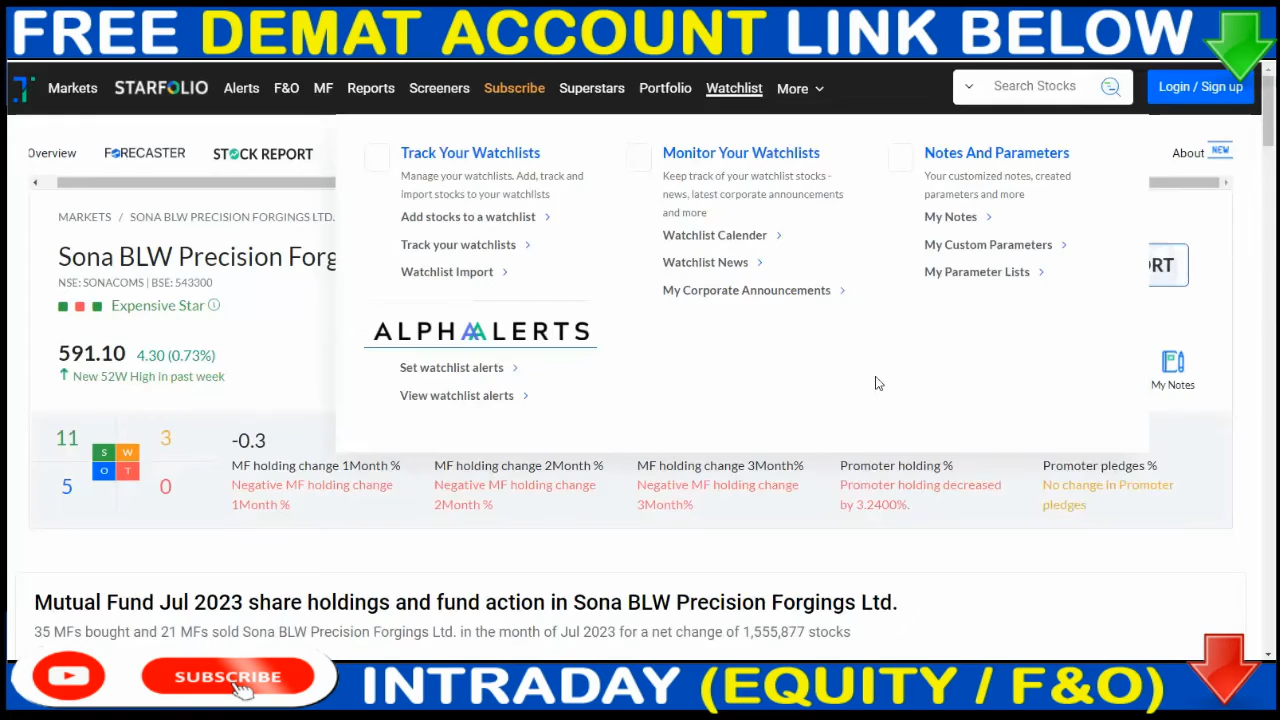 FREE DEMAT ACCOUNT LINK BELOW
Markets STARFOLIO Alerts F&O MF Reports Screeners Subscribe Superstars Portfolio Watchlist More Search Stocks Login / Sign up
Overview FORECASTER STOCK REPORT About NEW
Track Your Watchlists
Manage your watchlists. Add, track and
import stocks to your watchlists
Add stocks to a watchlist
Track your watchlists
Watchlist Import
ALPHAALERTS
Set watchlist alerts
View watchlist alerts
Monitor Your Watchlists
Keep track of your watchlist stocks -
news, latest corporate announcements
and more
Watchlist Calender
Watchlist News
My Corporate Announcements
Notes And Parameters
Your customized notes, created
parameters and more
My Notes
My Custom Parameters
My Parameter Lists
MARKETS / SONA BLW PRECISION FORGINGS LTD.
Sona BLW Precision Forg
NSE: SONACOMS | BSE: 543300
Expensive Star
591.10 4.30 (0.73%)
New 52W High in past week
My Notes
11 3
S W
O T
5 0
-0.3
MF holding change 1Month %
Negative MF holding change
1Month %
MF holding change 2Month %
Negative MF holding change
2Month %
MF holding change 3Month%
Negative MF holding change
3Month%
Promoter holding %
Promoter holding decreased
by 3.2400%.
Promoter pledges %
No change in Promoter
pledges
Mutual Fund Jul 2023 share holdings and fund action in Sona BLW Precision Forgings Ltd.
35 MFs bought and 21 MFs sold Sona BLW Precision Forgings Ltd. in the month of Jul 2023 for a net change of 1,555,877 stocks
SUBSCRIBE
INTRADAY (EQUITY / F&O)